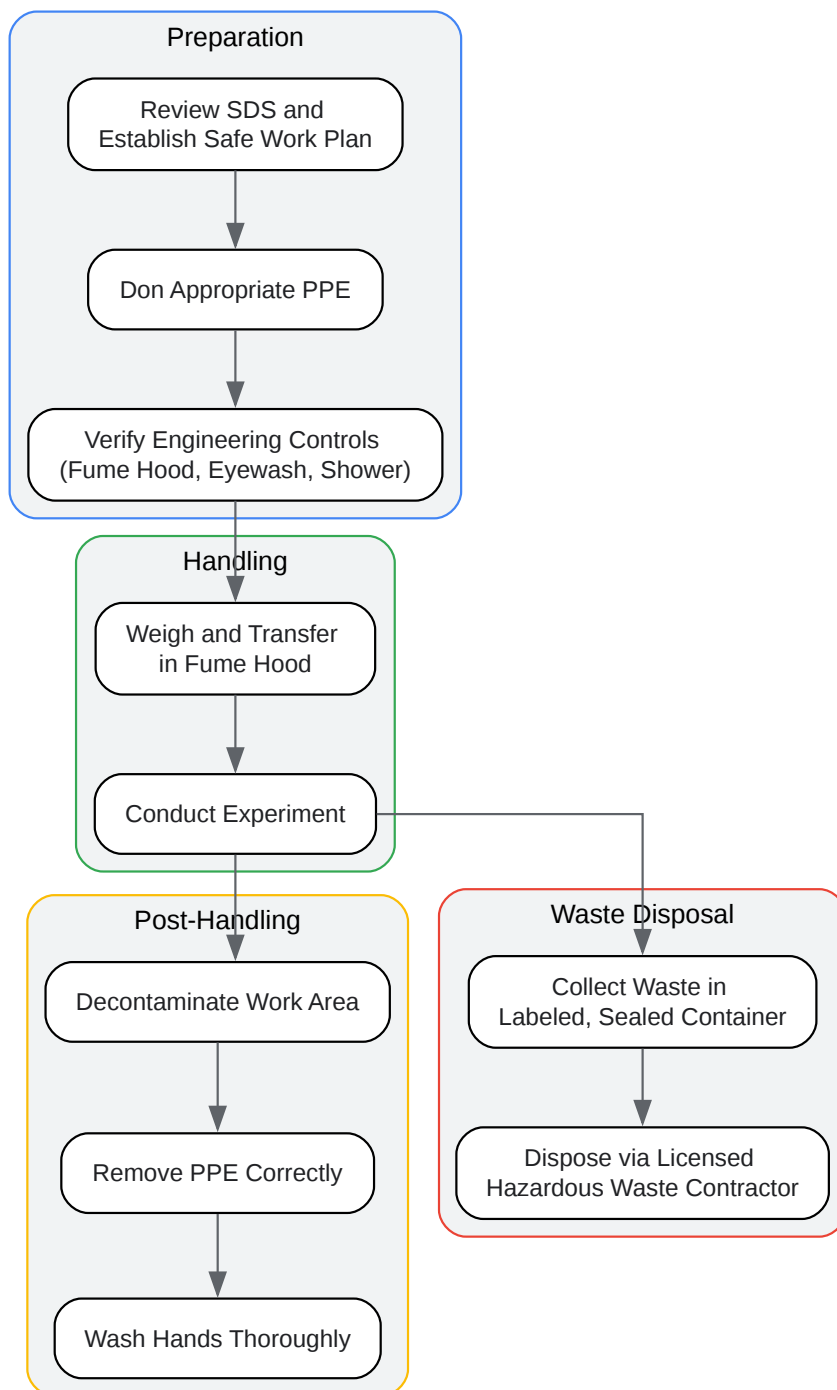 Preparation
Review SDS and
Establish Safe Work Plan
Don Appropriate PPE
Verify Engineering Controls
(Fume Hood, Eyewash, Shower)
Handling
Weigh and Transfer
in Fume Hood
Conduct Experiment
Post-Handling
Decontaminate Work Area
Remove PPE Correctly
Wash Hands Thoroughly
Waste Disposal
Collect Waste in
Labeled, Sealed Container
Dispose via Licensed
Hazardous Waste Contractor